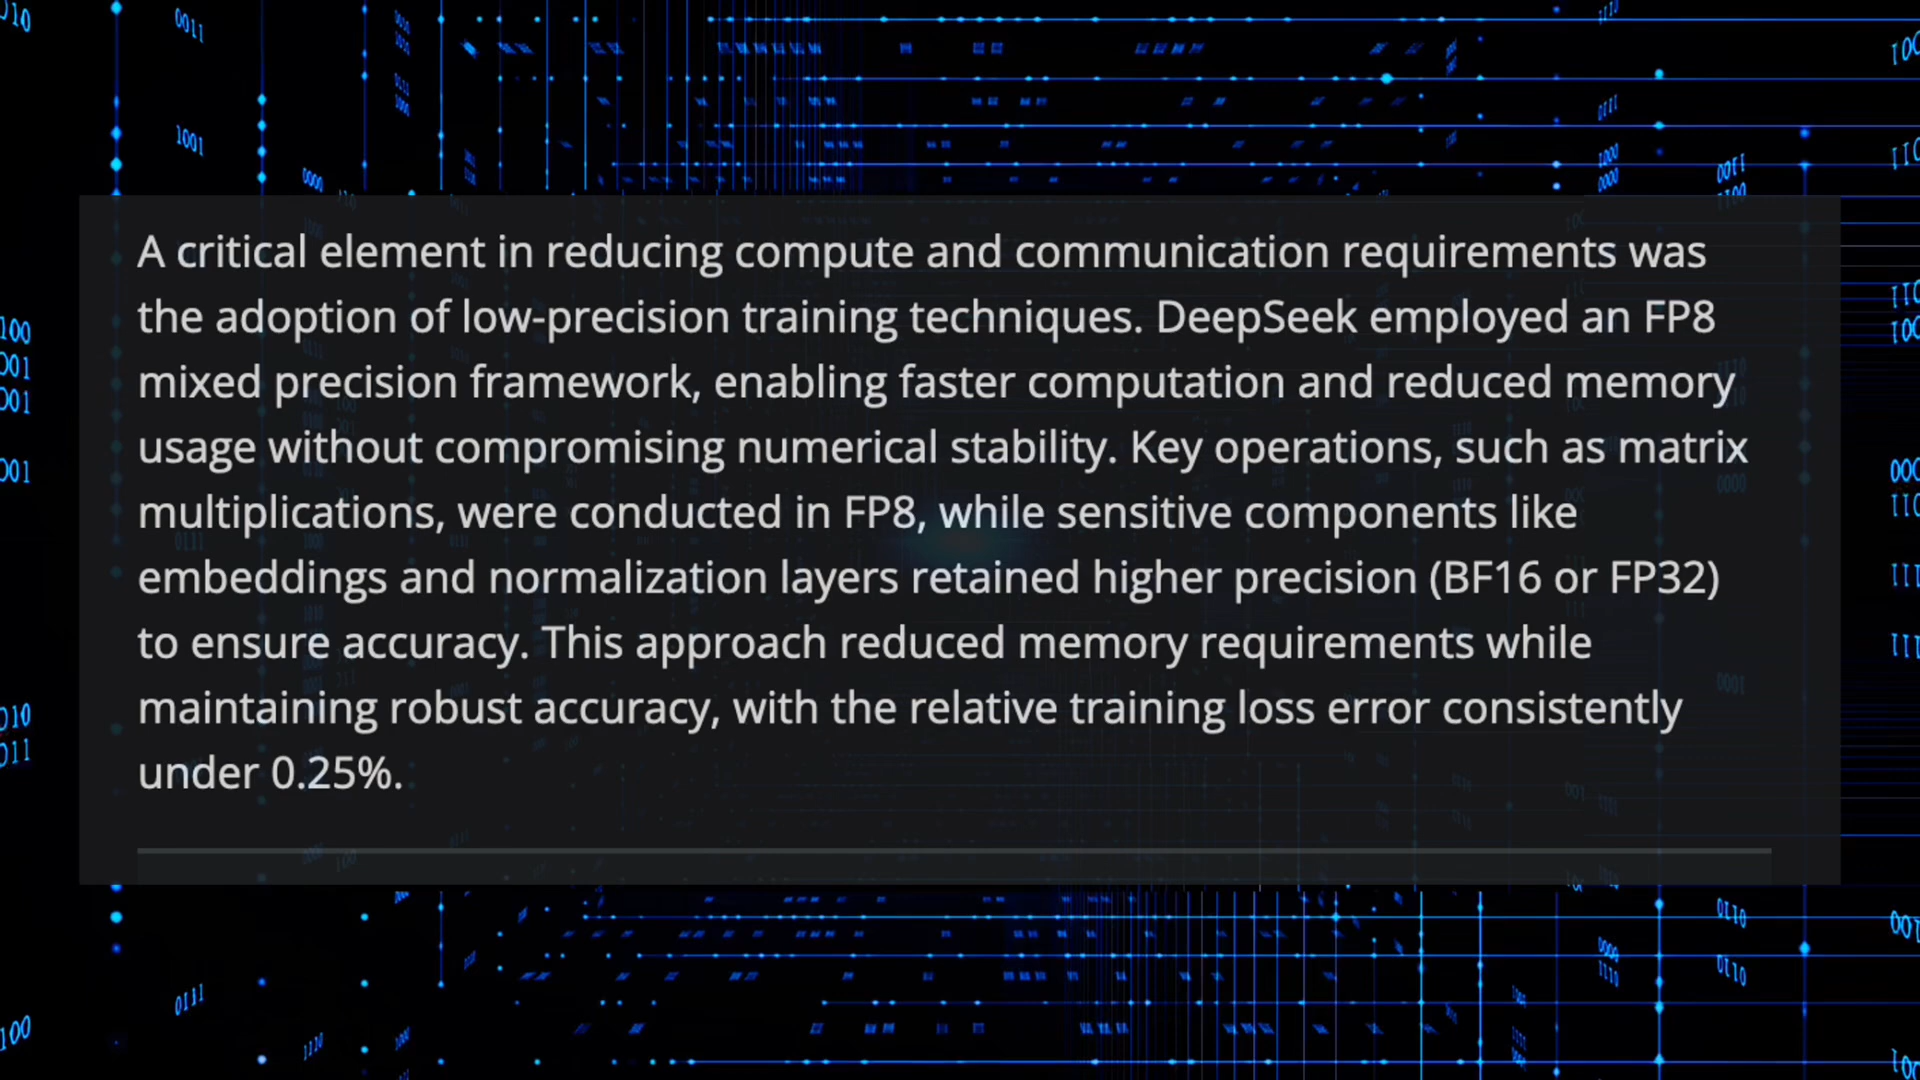 A critical element in reducing compute and communication requirements was
the adoption of low-precision training techniques. DeepSeek employed an FP8
mixed precision framework, enabling faster computation and reduced memory
usage without compromising numerical stability. Key operations, such as matrix
multiplications, were conducted in FP8, while sensitive components like
embeddings and normalization layers retained higher precision (BF16 or FP32)
to ensure accuracy. This approach reduced memory requirements while
maintaining robust accuracy, with the relative training loss error consistently
under 0.25%.